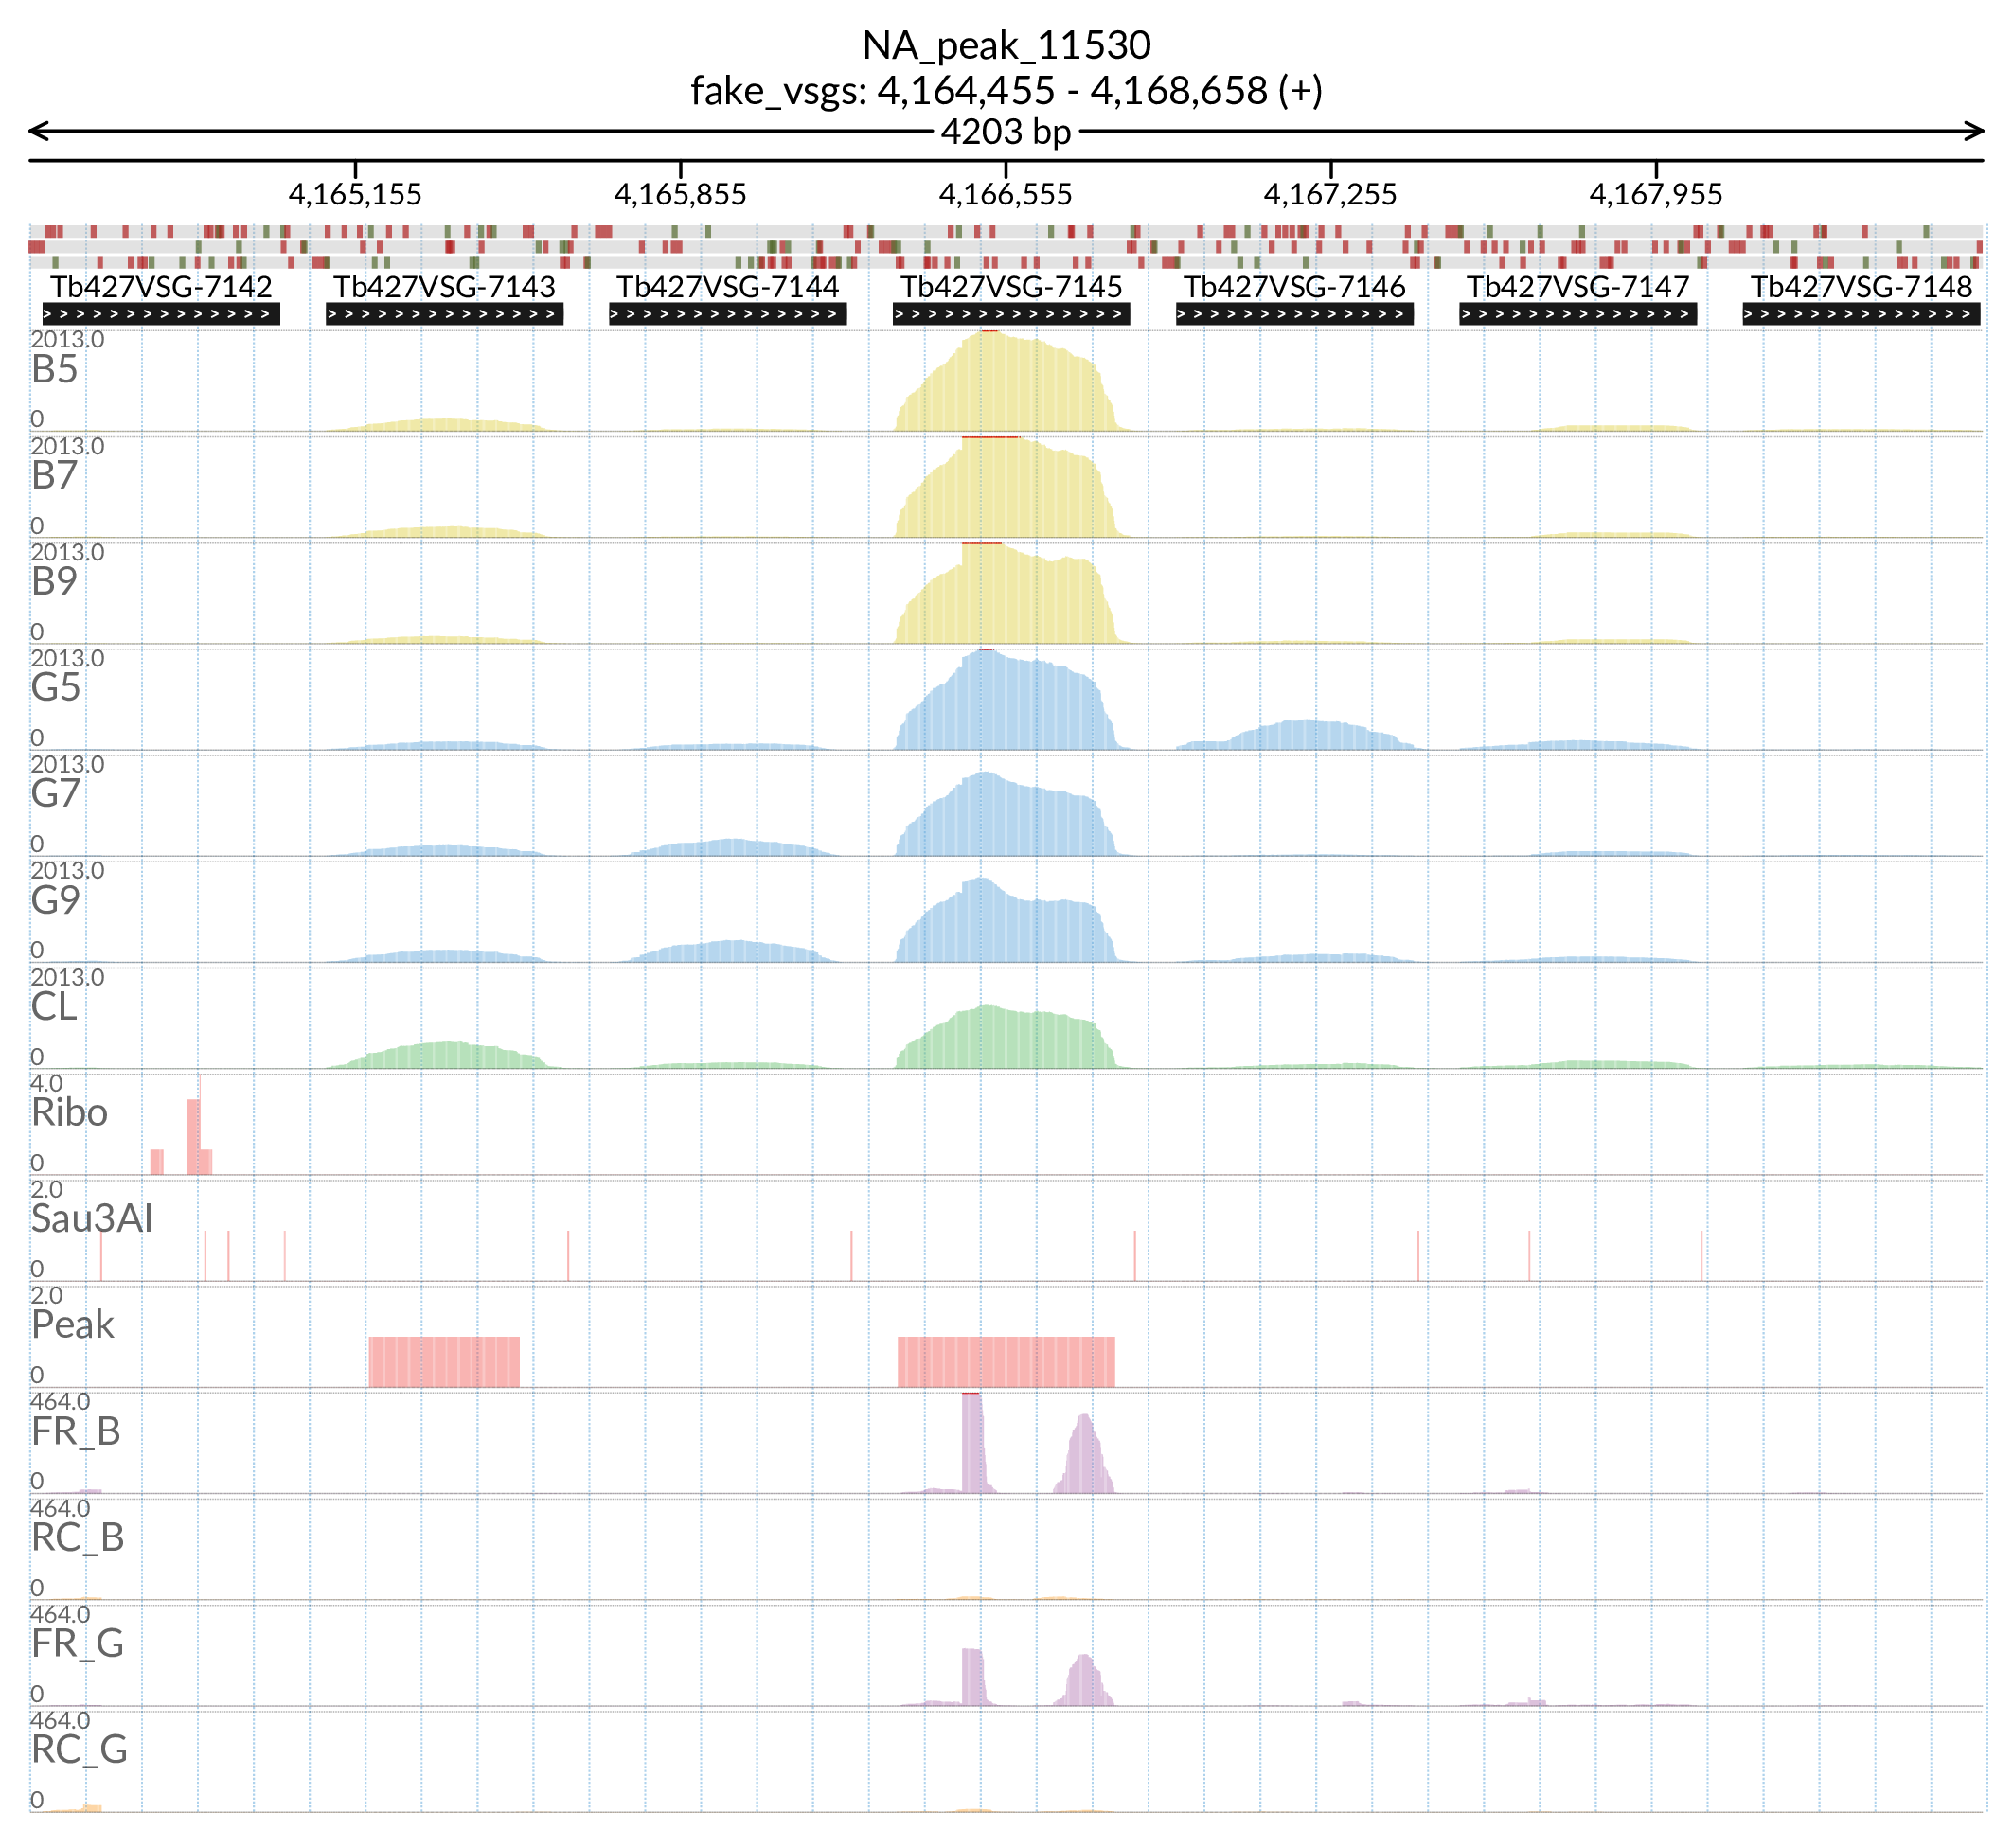 NA_peak_11530
fake_vsgs: 4,164,455 - 4,168,658 (+)
4203 bp
4,165,155 4,165,855 4,166,555 4,167,255 4,167,955
Tb427VSG-7142 Tb427VSG-7143 Tb427VSG-7144 Tb427VSG-7145 Tb427VSG-7146 Tb427VSG-7147 Tb427VSG-7148
2013.0
B5
0
2013.0
B7
0
2013.0
B9
0
2013.0
G5
0
2013.0
G7
0
2013.0
G9
0
2013.0
CL
0
4.0
Ribo
0
2.0
Sau3AI
0
2.0
Peak
0
464.0
FR_B
0
464.0
RC_B
0
464.0
FR_G
0
464.0
RC_G
0